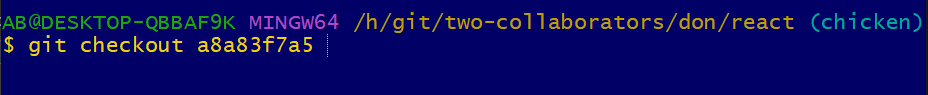 AB@DESKTOP-QBBAF9K MINGW64 /h/git/two-collaborators/don/react (chicken)
$ git checkout a8a83f7a5